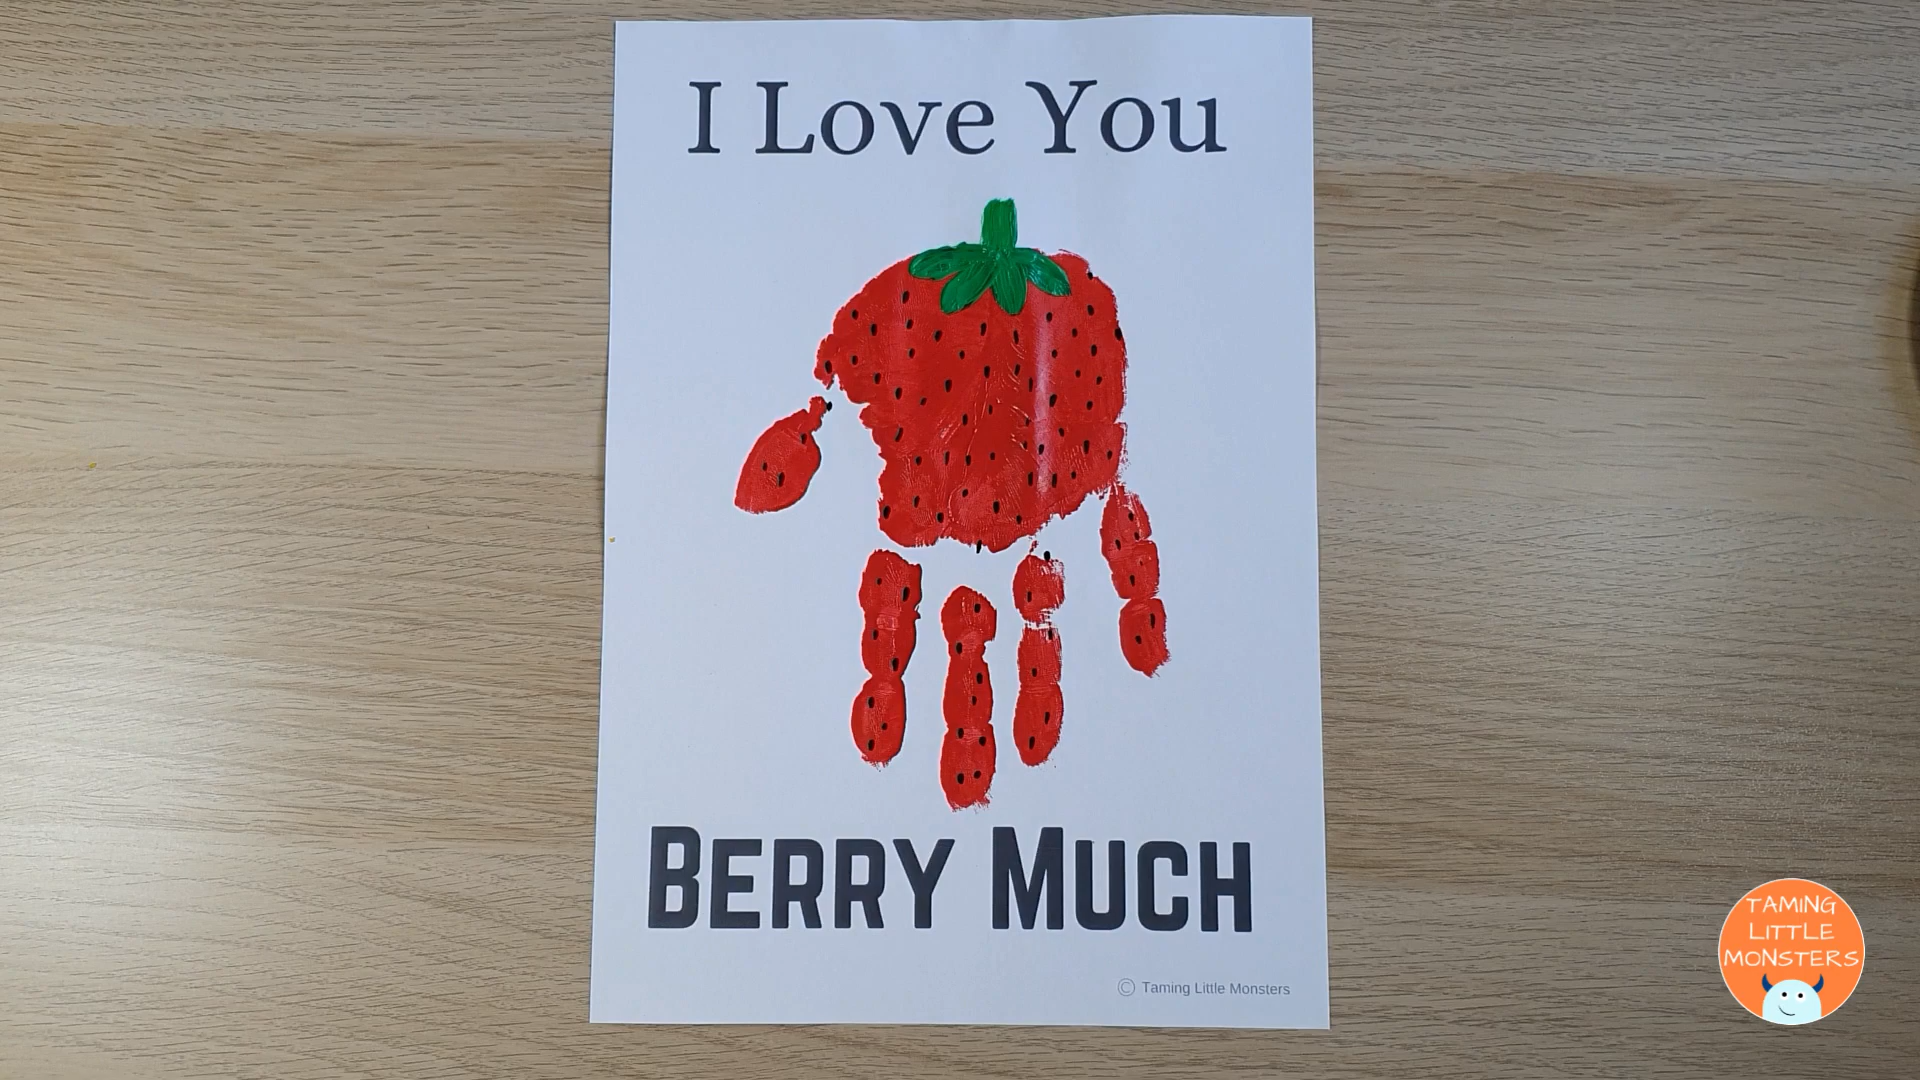 I Love You
BERRY MUCH
© Taming Little Monsters
TAMING
LITTLE
MONSTERS